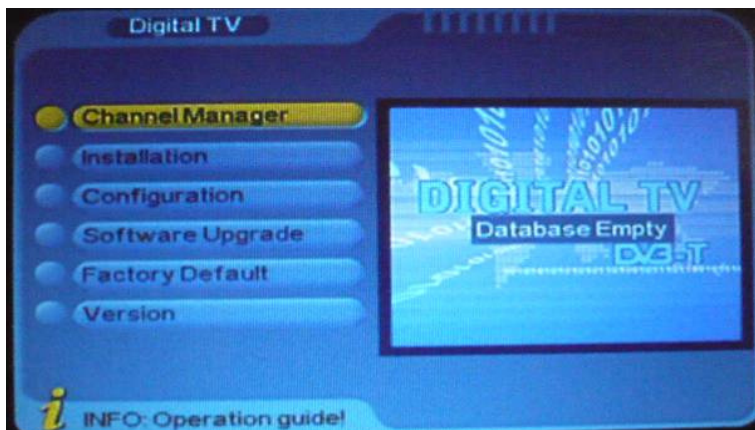 Digital TV
Channel Manager
Installation
Configuration
Software Upgrade
Factory Default
Version
DIGITAL TV
Database Empty
DVB-T
i INFO: Operation guide!